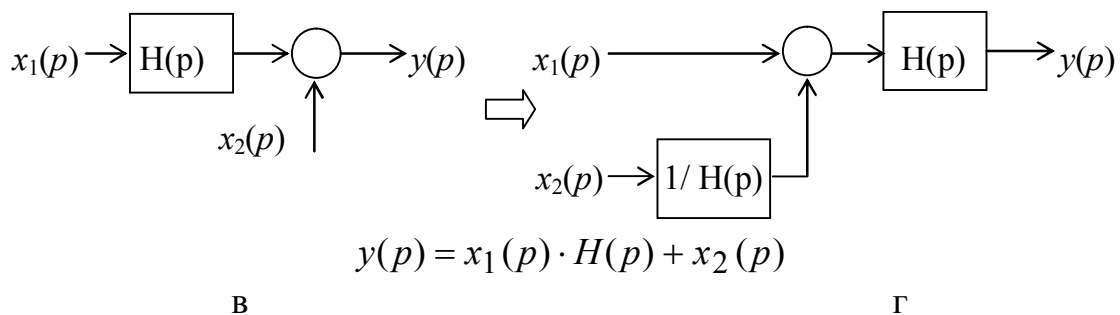 x₁(p) H(p) y(p) x₁(p) H(p) y(p)
x₂(p)
x₂(p) 1/ H(p)
y(p) = x₁(p) · H(p) + x₂(p)
в г